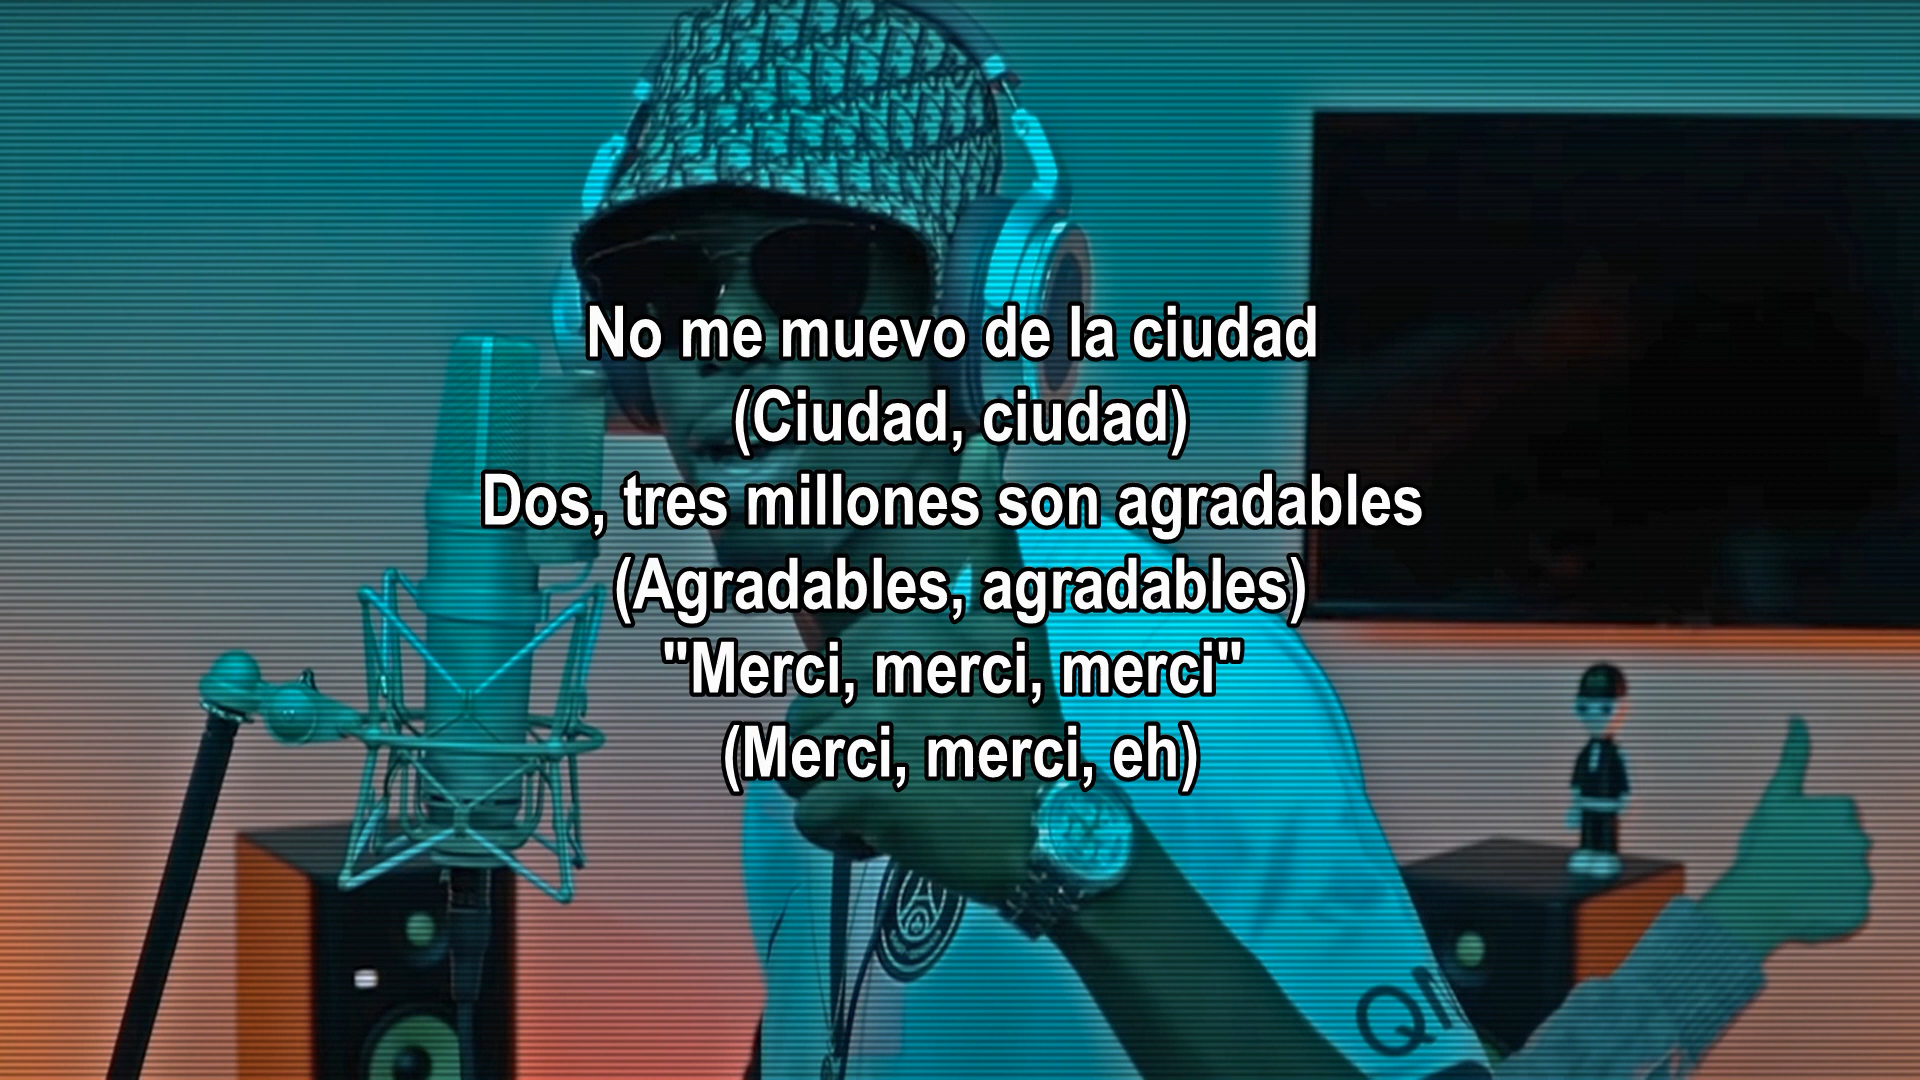 No me muevo de la ciudad
(Ciudad, ciudad)
Dos, tres millones son agradables
(Agradables, agradables)
"Merci, merci, merci"
(Merci, merci, eh)